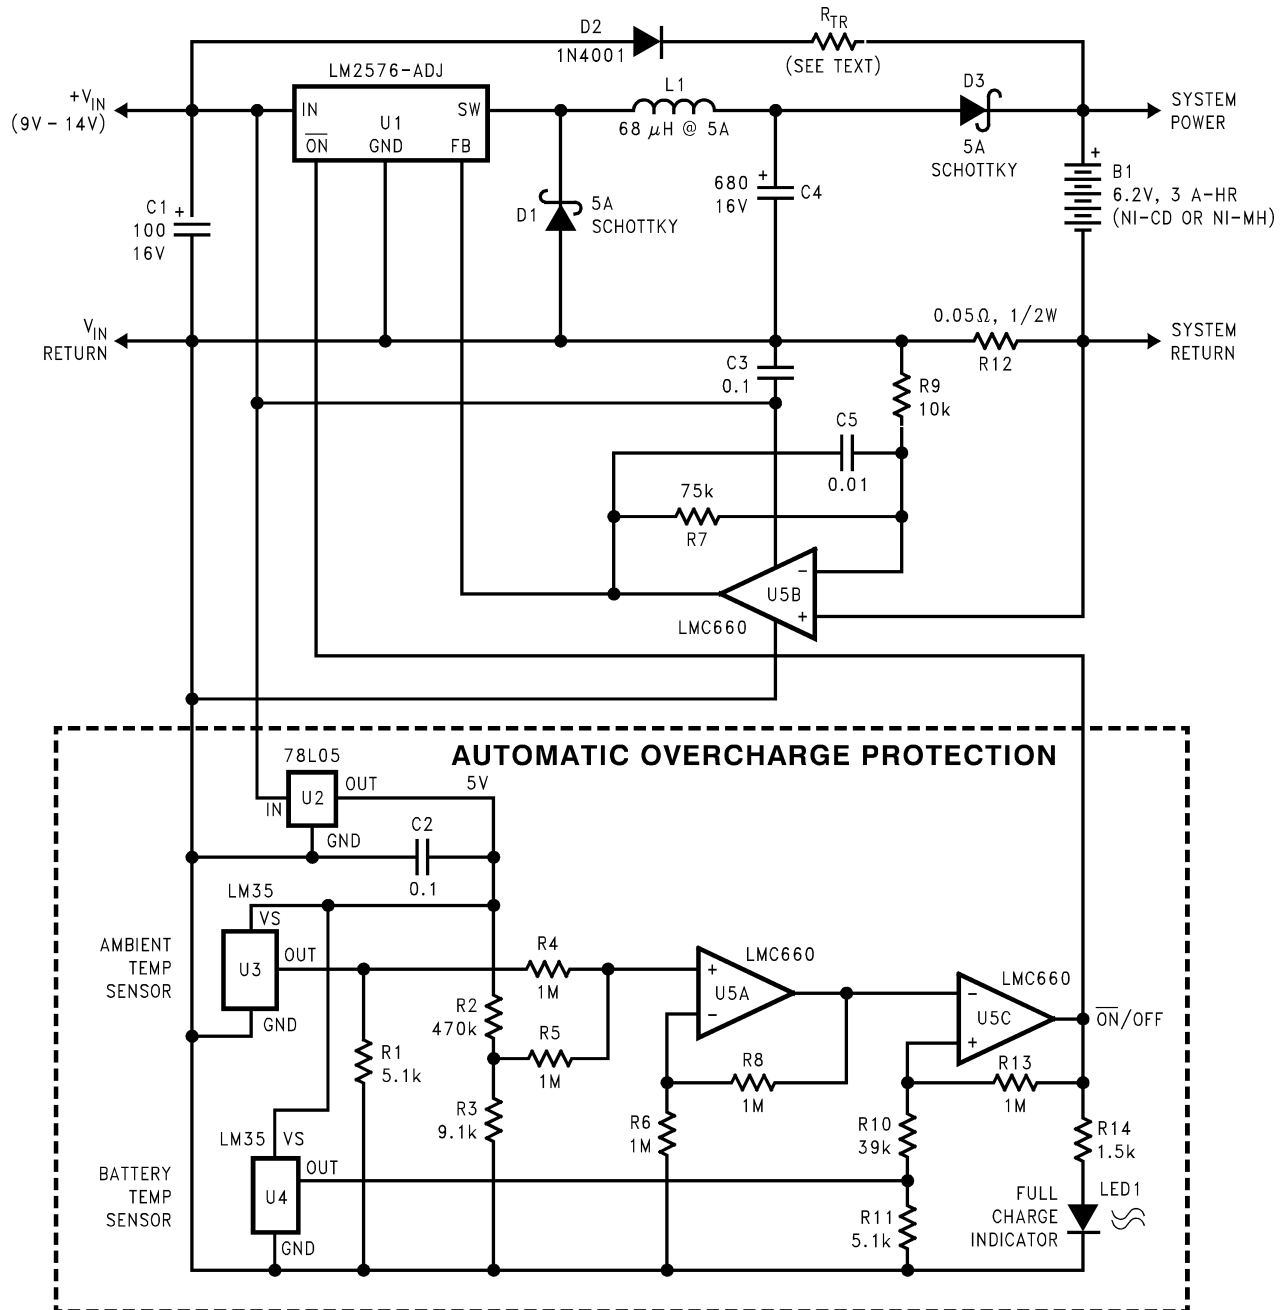 D2
1N4001
R_TR
(SEE TEXT)
LM2576-ADJ
+V_IN
(9V - 14V)
IN
SW
U1
O̅N̅
GND
FB
L1
68 μH @ 5A
D3
5A
SCHOTTKY
SYSTEM
POWER
C1
+
100
16V
D1
5A
SCHOTTKY
680
+
16V
C4
+
B1
6.2V, 3 A-HR
(NI-CD OR NI-MH)
V_IN
RETURN
0.05Ω, 1/2W
R12
SYSTEM
RETURN
C3
0.1
R9
10k
C5
0.01
75k
R7
−
U5B
+
LMC660
AUTOMATIC OVERCHARGE PROTECTION
78L05
U2
IN
OUT
5V
GND
C2
0.1
LM35
VS
AMBIENT
TEMP
SENSOR
U3
OUT
GND
R4
1M
LMC660
+
U5A
−
LMC660
−
U5C
+
O̅N̅/OFF
R2
470k
R5
1M
R1
5.1k
R3
9.1k
R8
1M
R6
1M
R13
1M
R10
39k
R14
1.5k
LM35
VS
BATTERY
TEMP
SENSOR
U4
OUT
GND
R11
5.1k
FULL
CHARGE
INDICATOR
LED1